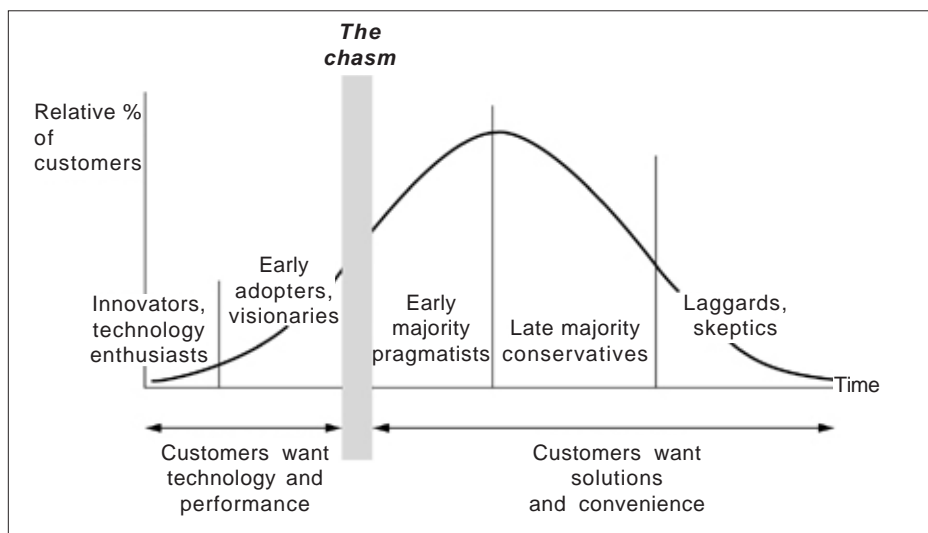 The
chasm
Relative %
of
customers
Innovators,
technology
enthusiasts
Early
adopters,
visionaries
Early
majority
pragmatists
Late majority
conservatives
Laggards,
skeptics
Time
Customers want
technology and
performance
Customers want
solutions
and convenience